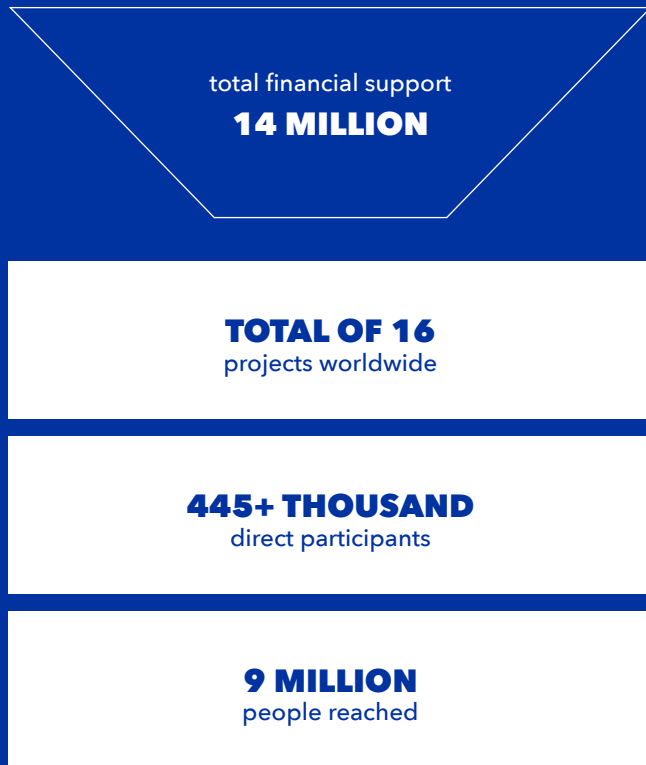 total financial support
14 MILLION
TOTAL OF 16
projects worldwide
445+ THOUSAND
direct participants
9 MILLION
people reached